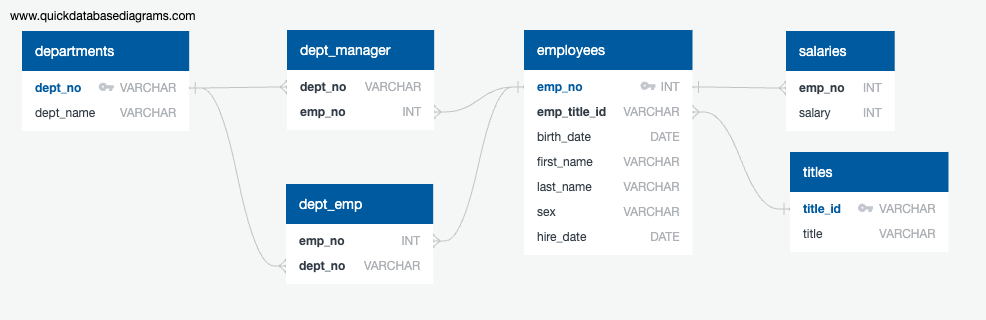 www.quickdatabasediagrams.com
departments
dept_no VARCHAR
dept_name VARCHAR
dept_manager
dept_no VARCHAR
emp_no INT
dept_emp
emp_no INT
dept_no VARCHAR
employees
emp_no INT
emp_title_id VARCHAR
birth_date DATE
first_name VARCHAR
last_name VARCHAR
sex VARCHAR
hire_date DATE
salaries
emp_no INT
salary INT
titles
title_id VARCHAR
title VARCHAR